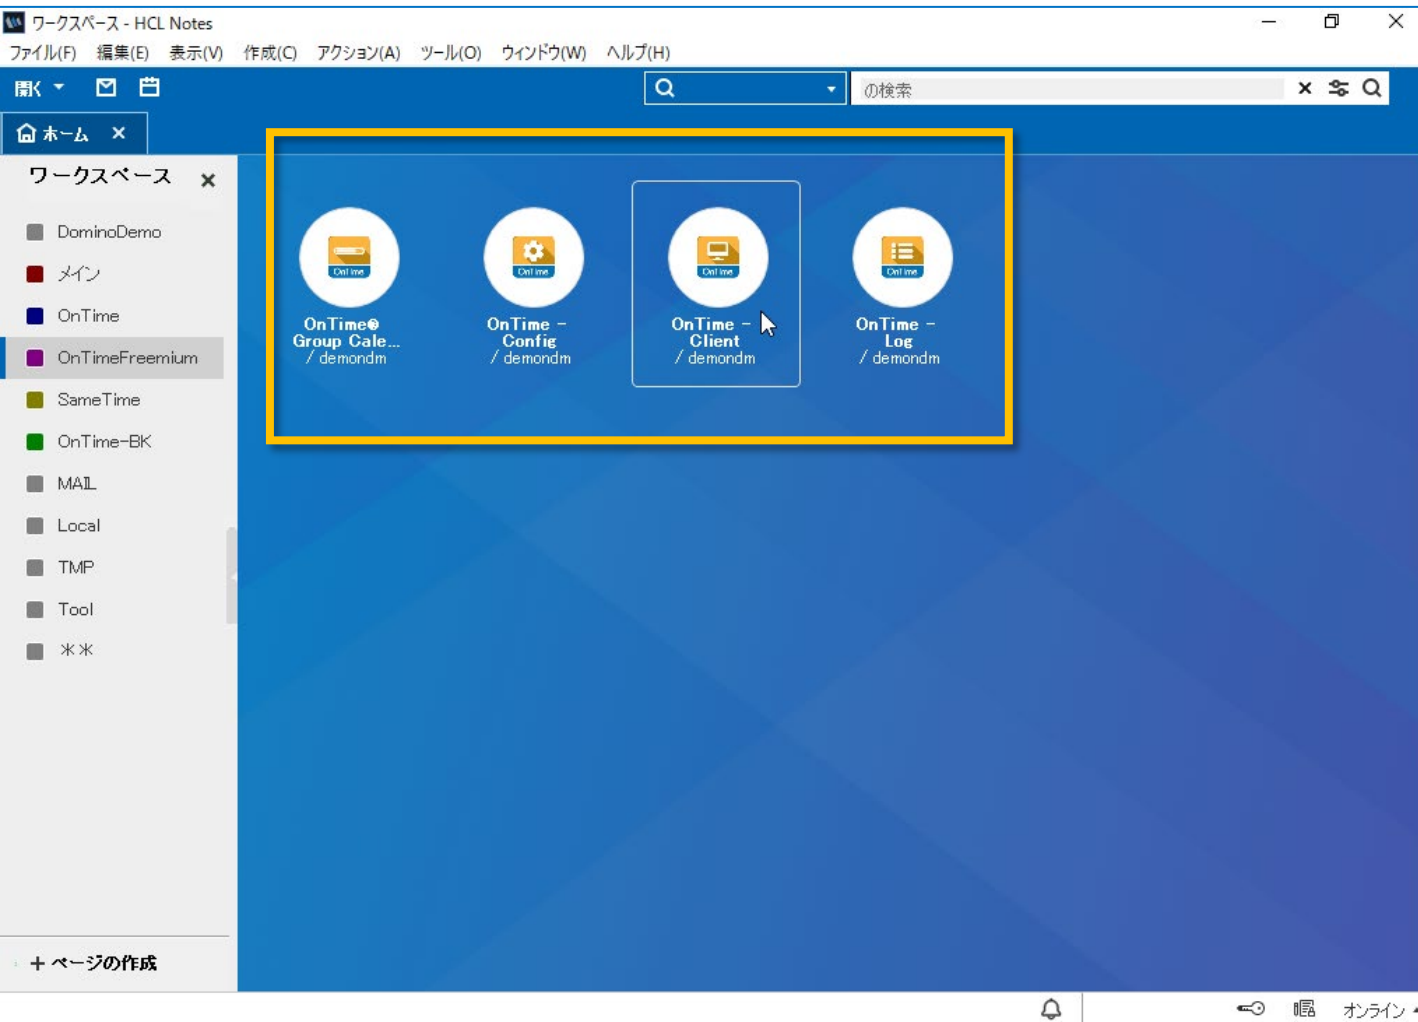 ワークスペース - HCL Notes
ファイル(F) 編集(E) 表示(V) 作成(C) アクション(A) ツール(O) ウィンドウ(W) ヘルプ(H)
開く
の検索
ホーム
ワークスペース
DominoDemo
メイン
OnTime
OnTimeFreemium
SameTime
OnTime-BK
MAIL
Local
TMP
Tool
＊＊
OnTime
OnTime®
Group Cale...
/ demondm
OnTime
OnTime -
Config
/ demondm
OnTime
OnTime -
Client
/ demondm
OnTime
OnTime -
Log
/ demondm
+ ページの作成
オンライン